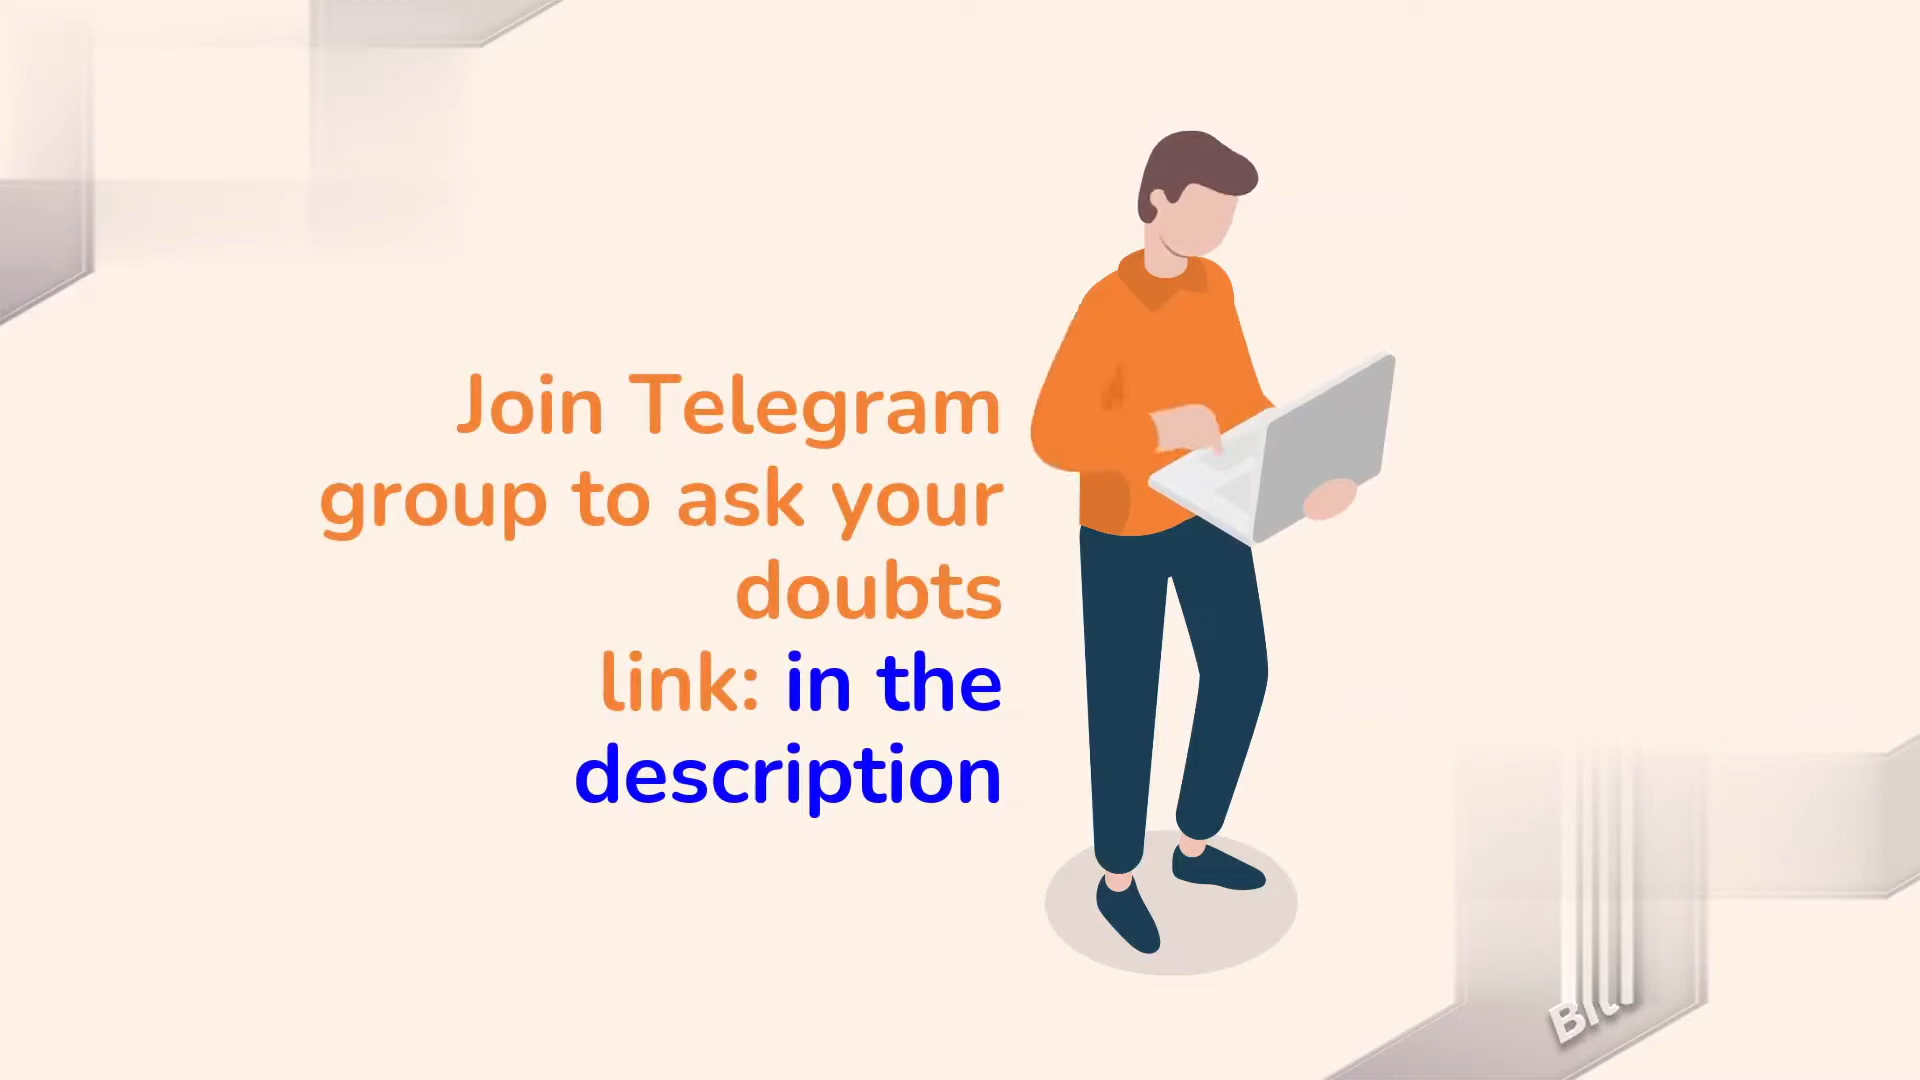 Join Telegram
group to ask your
doubts
link: in the
description